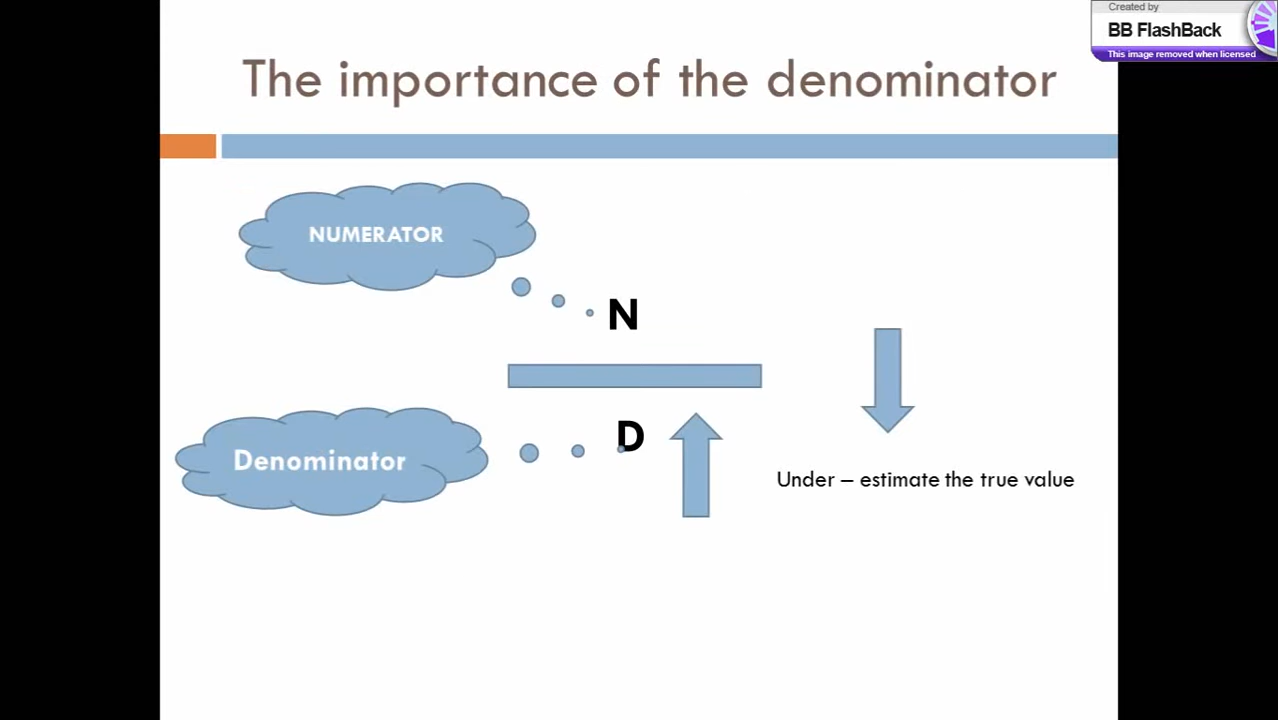 Created by
BB FlashBack
This image removed when licensed
The importance of the denominator
NUMERATOR
N
D
Denominator
Under – estimate the true value